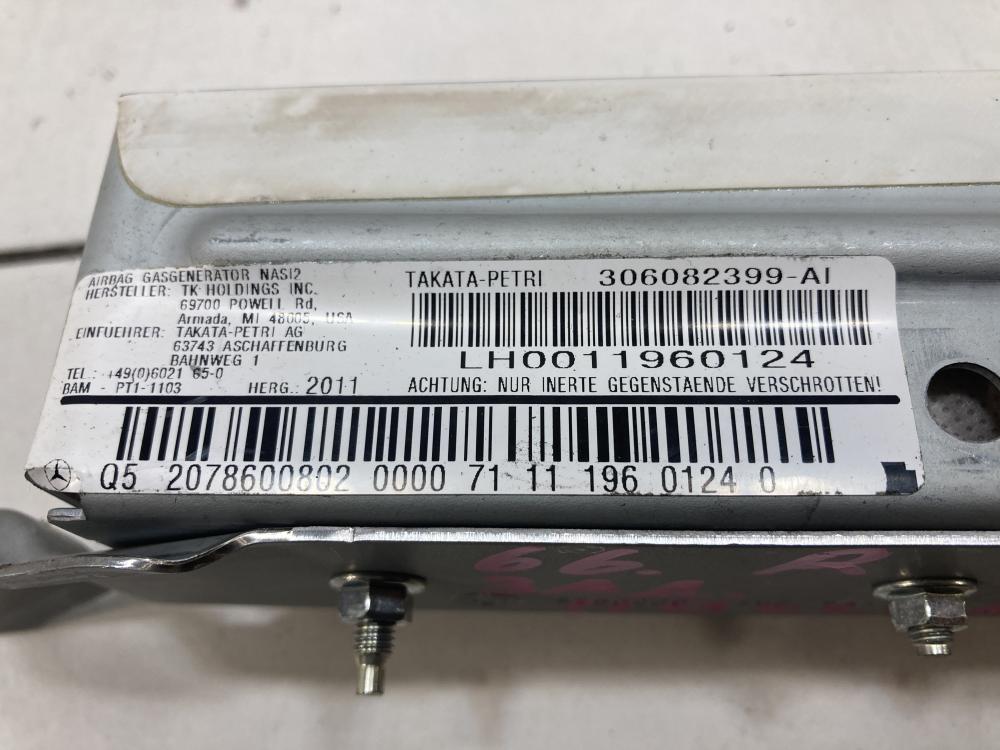 AIRBAG GASGENERATOR NASI2
HERSTELLER: TK HOLDINGS INC.
69700 POWELL Rd,
Armada, MI 48005, USA
EINFUEHRER: TAKATA-PETRI AG
63743 ASCHAFFENBURG
BAHNWEG 1
TEL.: +49(0)6021 65-0
BAM - PT1-1103 HERG.: 2011
TAKATA-PETRI 306082399-AI
LH0011960124
ACHTUNG: NUR INERTE GEGENSTAENDE VERSCHROTTEN!
Q5 2078600802 0000 71 11 196 0124 0
66. R